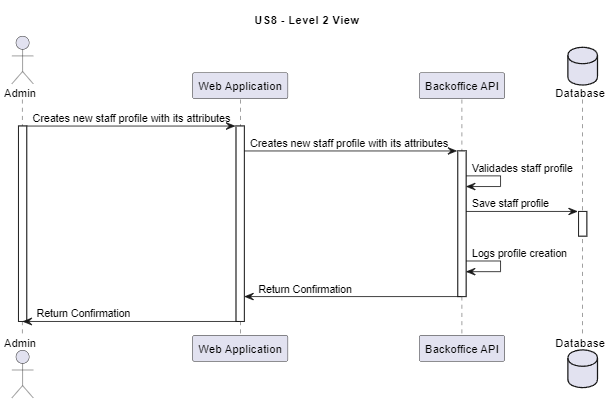 US8 - Level 2 View
Admin
Web Application
Backoffice API
Database
Creates new staff profile with its attributes
Creates new staff profile with its attributes
Validades staff profile
Save staff profile
Logs profile creation
Return Confirmation
Return Confirmation
Admin
Web Application
Backoffice API
Database